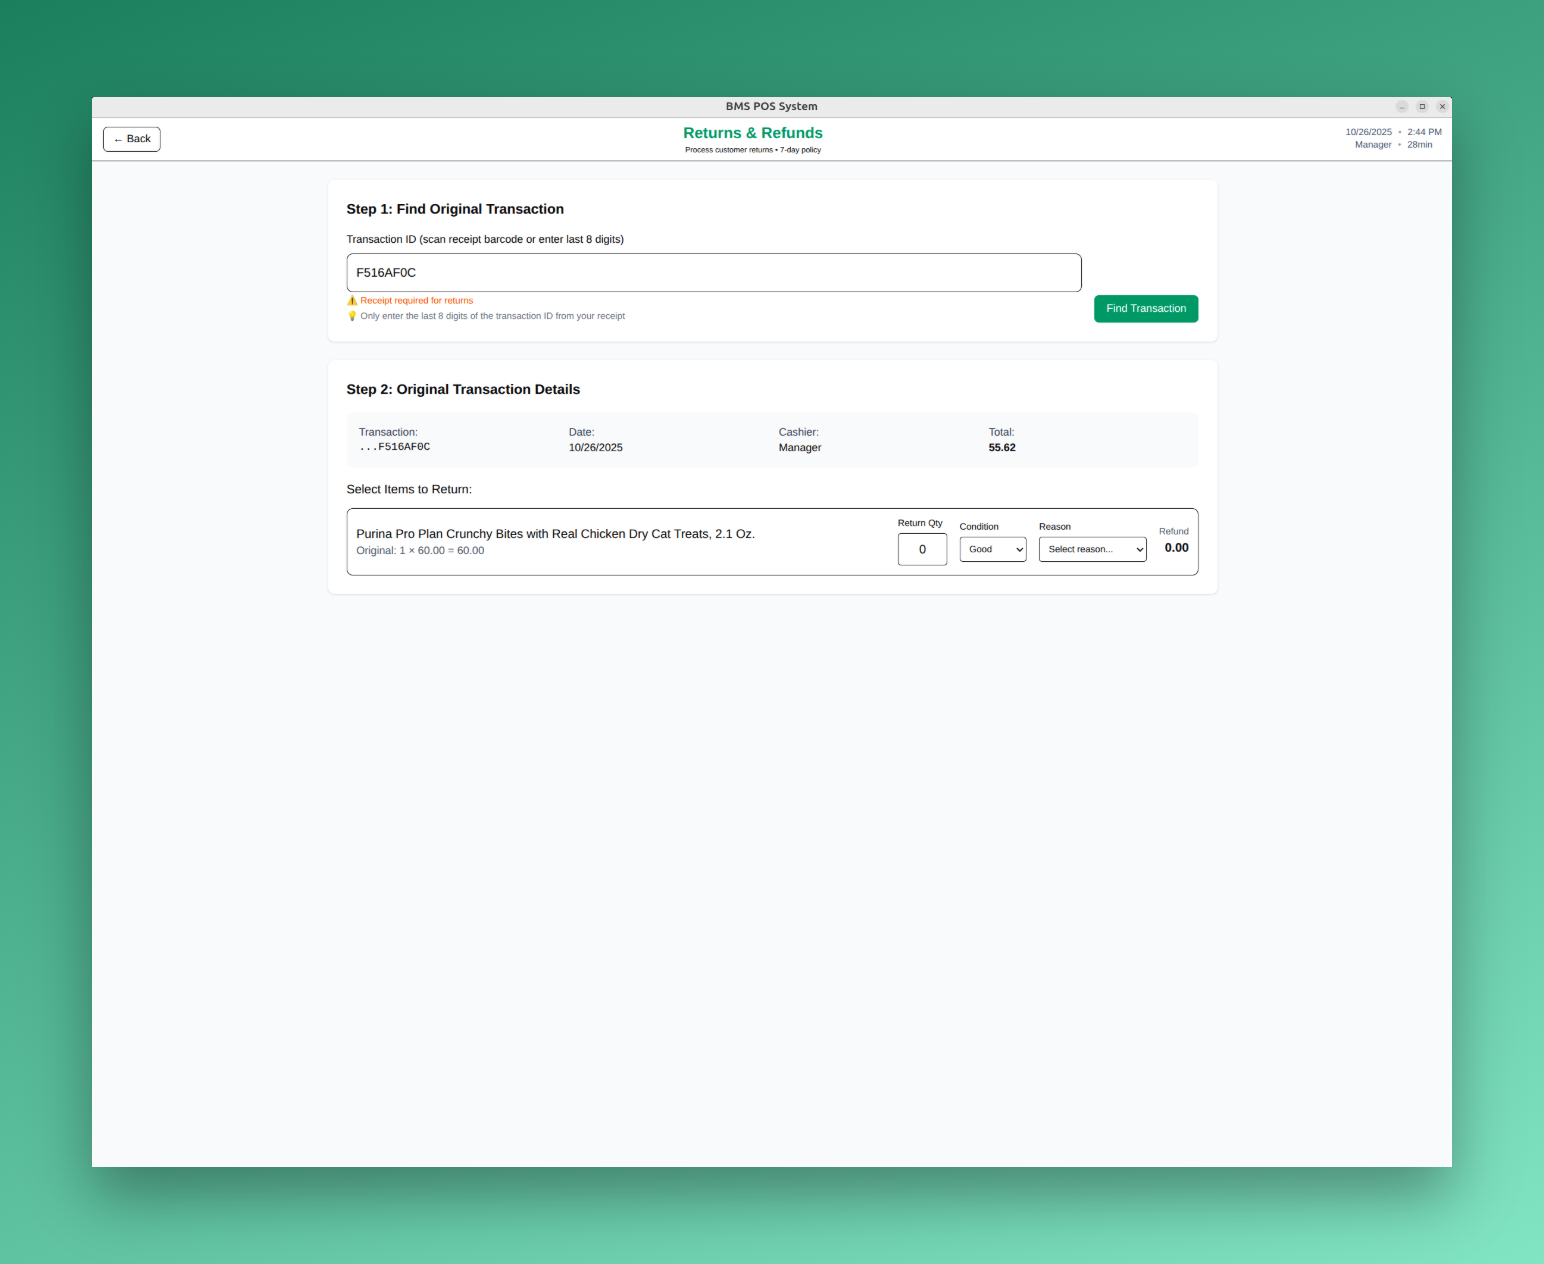 BMS POS System
← Back
Returns & Refunds
Process customer returns • 7-day policy
10/26/2025 • 2:44 PM
Manager • 28min
Step 1: Find Original Transaction
Transaction ID (scan receipt barcode or enter last 8 digits)
F516AF0C
⚠️ Receipt required for returns
💡 Only enter the last 8 digits of the transaction ID from your receipt
Find Transaction
Step 2: Original Transaction Details
Transaction:
...F516AF0C
Date:
10/26/2025
Cashier:
Manager
Total:
55.62
Select Items to Return:
Purina Pro Plan Crunchy Bites with Real Chicken Dry Cat Treats, 2.1 Oz.
Original: 1 × 60.00 = 60.00
Return Qty
0
Condition
Good
Reason
Select reason...
Refund
0.00